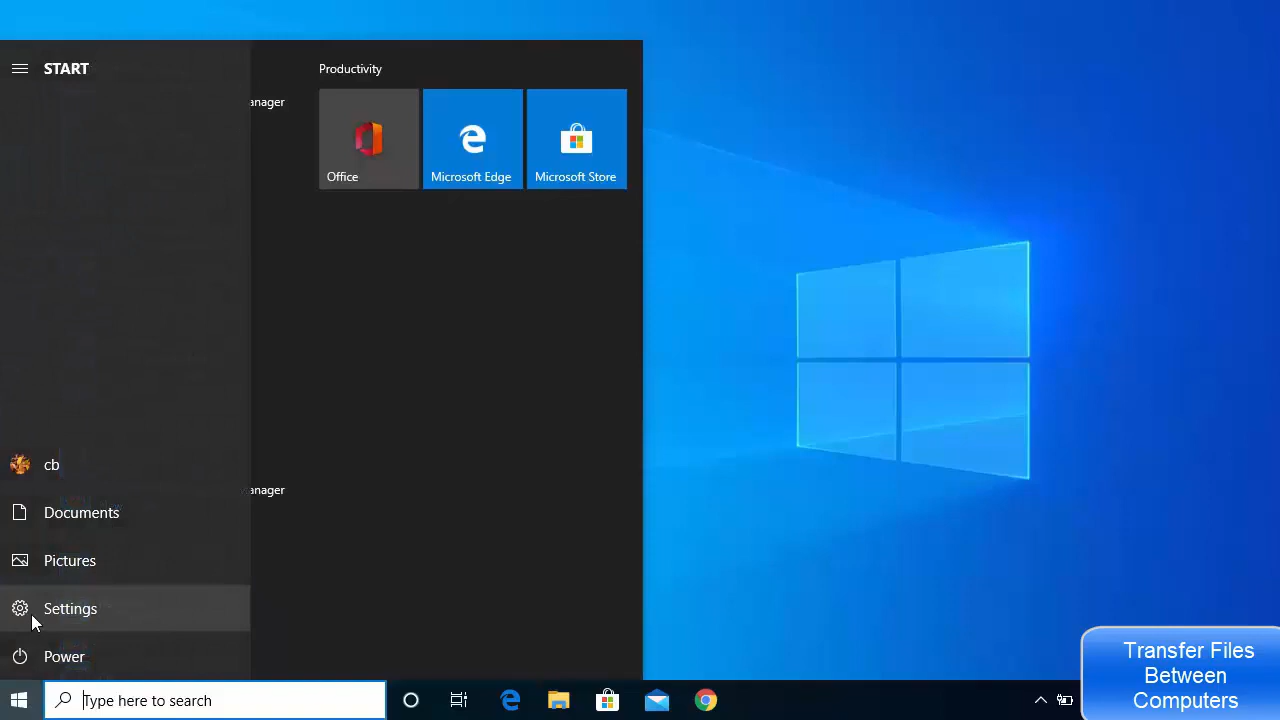 START
Productivity
anager
Office
Microsoft Edge
Microsoft Store
cb
anager
Documents
Pictures
Settings
Power
Type here to search
Transfer Files
Between
Computers